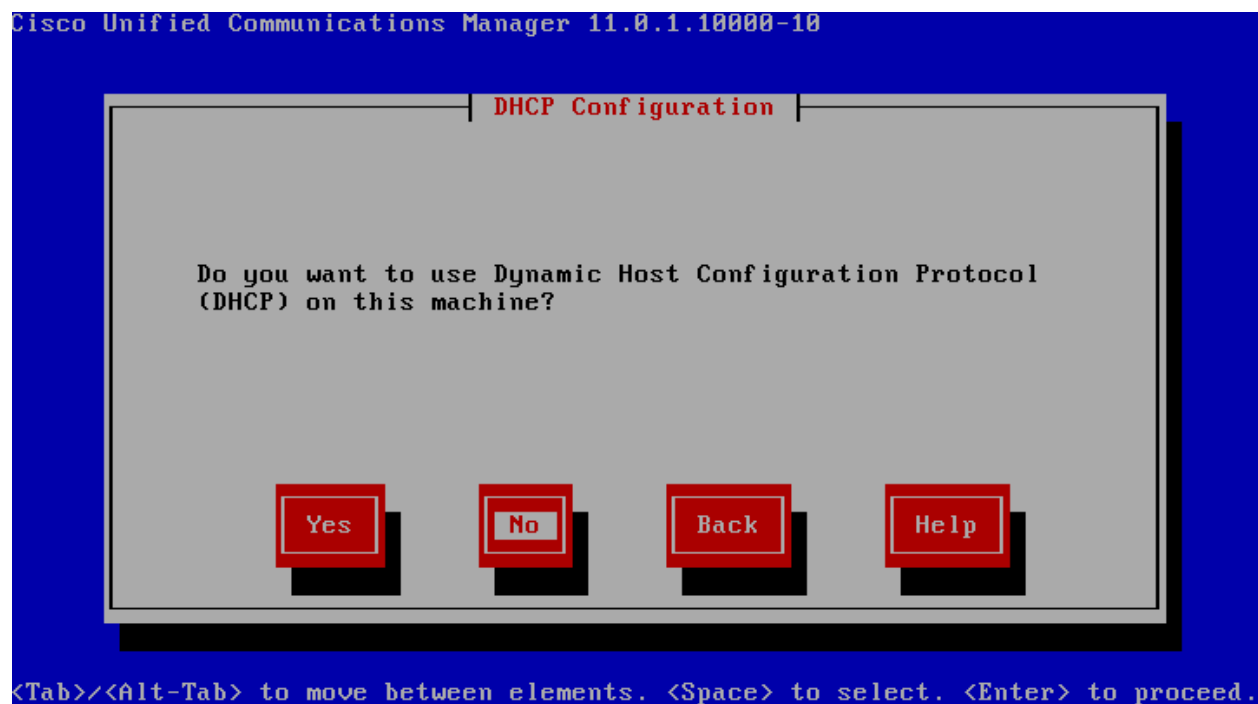 Cisco Unified Communications Manager 11.0.1.10000-10
DHCP Configuration
Do you want to use Dynamic Host Configuration Protocol
(DHCP) on this machine?
Yes No Back Help
<Tab>/<Alt-Tab> to move between elements. <Space> to select. <Enter> to proceed.